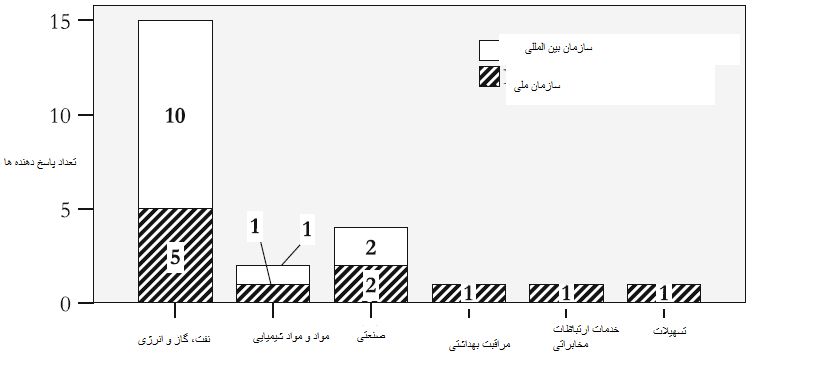 15
10
5
0
تعداد پاسخ دهنده ها
سازمان بین المللی
سازمان ملی
10
5
1
1
2
2
1
1
1
نفت، گاز و انرژی
مواد و مواد شیمیایی
صنعتی
مراقبت بهداشتی
خدمات ارتباطات
مخابراتی
تسهیلات